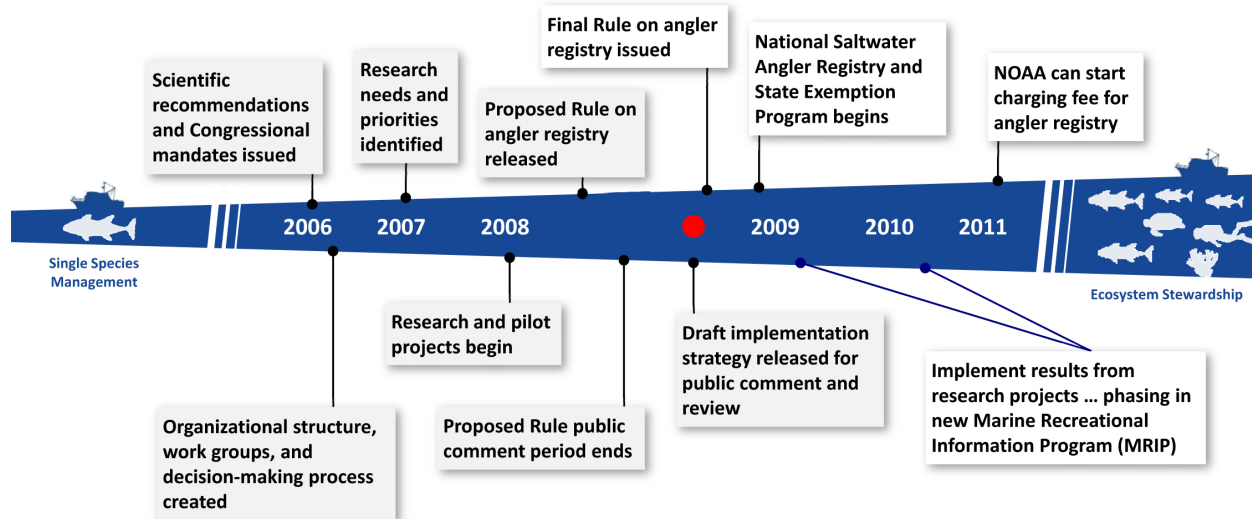 Final Rule on angler
registry issued
National Saltwater
Angler Registry and
State Exemption
Program begins
Scientific
recommendations
and Congressional
mandates issued
Research
needs and
priorities
identified
Proposed Rule on
angler registry
released
NOAA can start
charging fee for
angler registry
2006
2007
2008
2009
2010
2011
Single Species
Management
Ecosystem Stewardship
Research and pilot
projects begin
Draft implementation
strategy released for
public comment and
review
Implement results from
research projects ... phasing in
new Marine Recreational
Information Program (MRIP)
Organizational structure,
work groups, and
decision-making process
created
Proposed Rule public
comment period ends